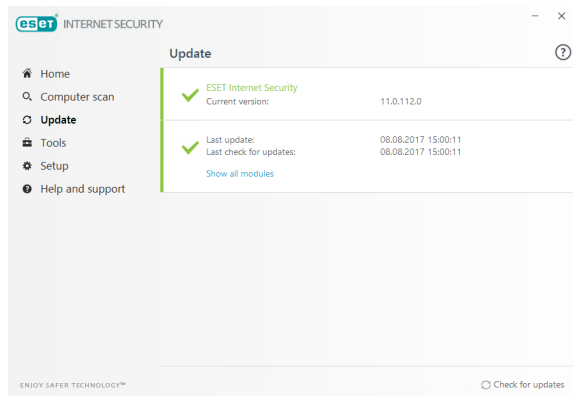 eset INTERNET SECURITY
Update
Home
Computer scan
Update
Tools
Setup
Help and support
ESET Internet Security
Current version: 11.0.112.0
Last update: 08.08.2017 15:00:11
Last check for updates: 08.08.2017 15:00:11
Show all modules
ENJOY SAFER TECHNOLOGY™
Check for updates